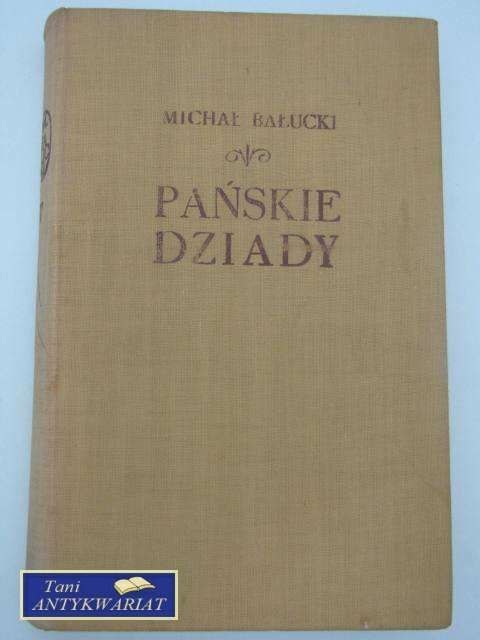 MICHAŁ BAŁUCKI
PAŃSKIE
DZIADY
Tani
ANTYKWARIAT